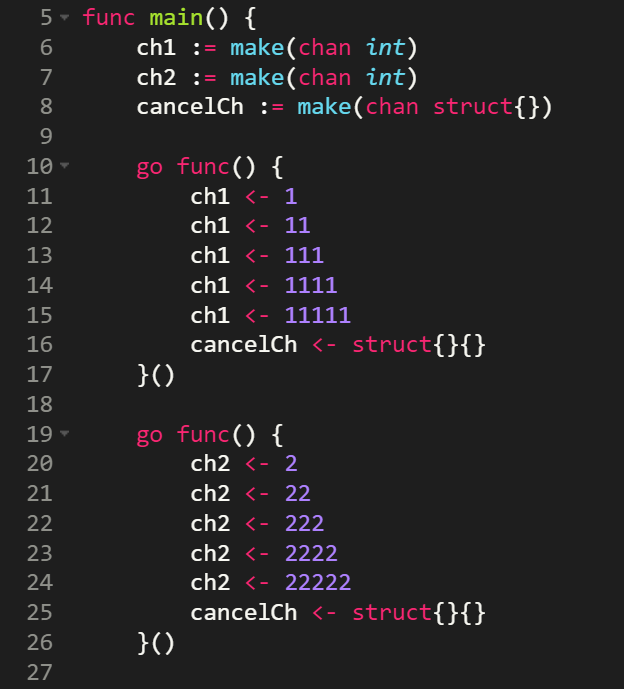 5 func main() {
6     ch1 := make(chan int)
7     ch2 := make(chan int)
8     cancelCh := make(chan struct{})
9
10     go func() {
11         ch1 <- 1
12         ch1 <- 11
13         ch1 <- 111
14         ch1 <- 1111
15         ch1 <- 11111
16         cancelCh <- struct{}{}
17     }()
18
19     go func() {
20         ch2 <- 2
21         ch2 <- 22
22         ch2 <- 222
23         ch2 <- 2222
24         ch2 <- 22222
25         cancelCh <- struct{}{}
26     }()
27